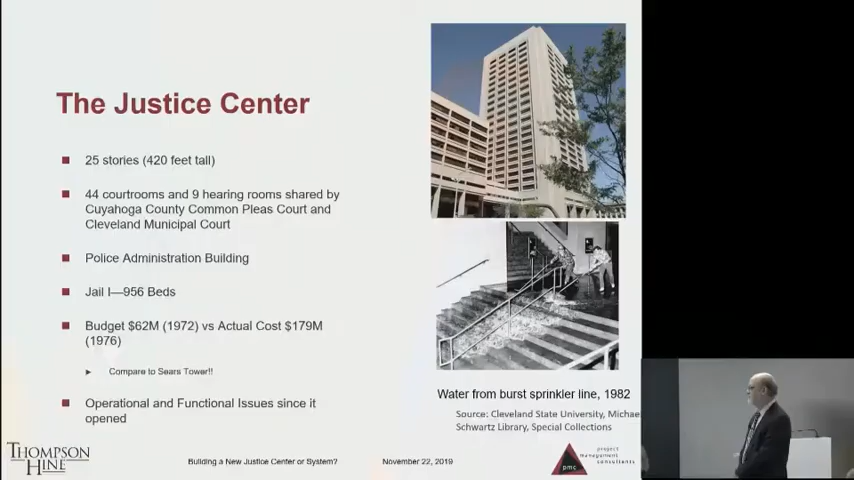 The Justice Center
25 stories (420 feet tall)
44 courtrooms and 9 hearing rooms shared by
Cuyahoga County Common Pleas Court and
Cleveland Municipal Court
Police Administration Building
Jail I—956 Beds
Budget $62M (1972) vs Actual Cost $179M
(1976)
Compare to Sears Tower!!
Operational and Functional Issues since it
opened
Water from burst sprinkler line, 1982
Source: Cleveland State University, Michae
Schwartz Library, Special Collections
THOMPSON
HINE
Building a New Justice Center or System?
November 22, 2019
pmc
project
management
consultants